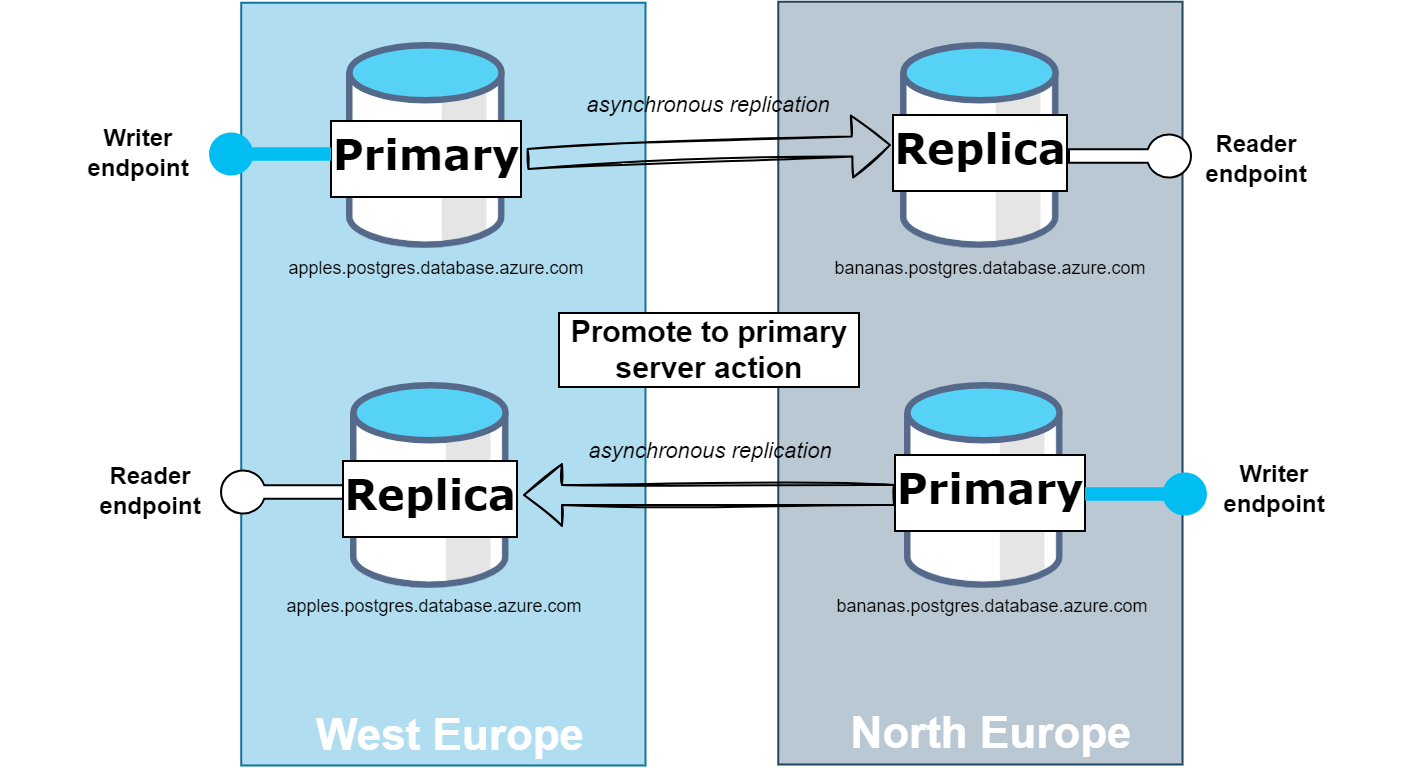 asynchronous replication
Writer
endpoint
Primary
Replica
Reader
endpoint
apples.postgres.database.azure.com
bananas.postgres.database.azure.com
Promote to primary
server action
asynchronous replication
Reader
endpoint
Replica
Primary
Writer
endpoint
apples.postgres.database.azure.com
bananas.postgres.database.azure.com
West Europe
North Europe